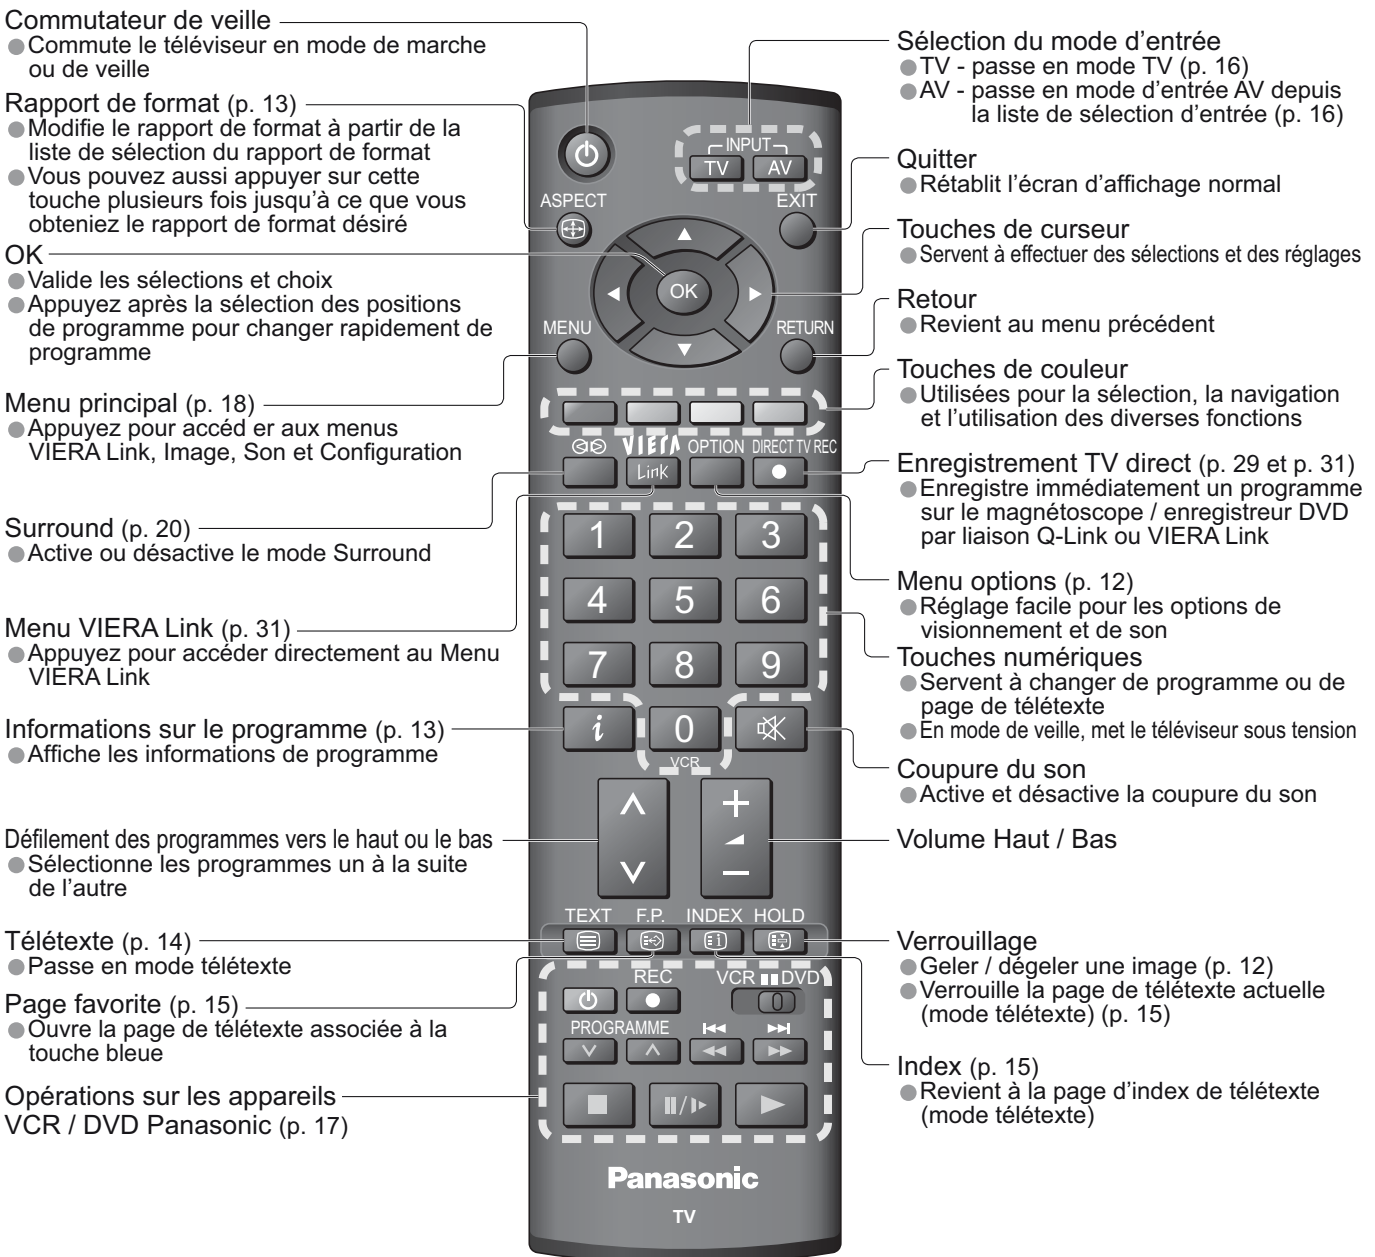 Commutateur de veille
●Commute le téléviseur en mode de marche
ou de veille
Rapport de format (p. 13)
●Modifie le rapport de format à partir de la
liste de sélection du rapport de format
●Vous pouvez aussi appuyer sur cette
touche plusieurs fois jusqu'à ce que vous
obteniez le rapport de format désiré
OK
●Valide les sélections et choix
●Appuyez après la sélection des positions
de programme pour changer rapidement de
programme
Menu principal (p. 18)
●Appuyez pour accéd er aux menus
VIERA Link, Image, Son et Configuration
Surround (p. 20)
●Active ou désactive le mode Surround
Menu VIERA Link (p. 31)
●Appuyez pour accéder directement au Menu
VIERA Link
Informations sur le programme (p. 13)
●Affiche les informations de programme
Défilement des programmes vers le haut ou le bas
●Sélectionne les programmes un à la suite
de l'autre
Télétexte (p. 14)
●Passe en mode télétexte
Page favorite (p. 15)
●Ouvre la page de télétexte associée à la
touche bleue
Opérations sur les appareils
VCR / DVD Panasonic (p. 17)
INPUT
TV AV
ASPECT EXIT
OK
MENU RETURN
VIERA OPTION DIRECT TV REC
Link
1 2 3
4 5 6
7 8 9
i 0
VCR
+
−
TEXT F.P. INDEX HOLD
REC VCR DVD
PROGRAMME
Panasonic
TV
Sélection du mode d'entrée
●TV - passe en mode TV (p. 16)
●AV - passe en mode d'entrée AV depuis
la liste de sélection d'entrée (p. 16)
Quitter
●Rétablit l'écran d'affichage normal
Touches de curseur
●Servent à effectuer des sélections et des réglages
Retour
●Revient au menu précédent
Touches de couleur
●Utilisées pour la sélection, la navigation
et l'utilisation des diverses fonctions
Enregistrement TV direct (p. 29 et p. 31)
●Enregistre immédiatement un programme
sur le magnétoscope / enregistreur DVD
par liaison Q-Link ou VIERA Link
Menu options (p. 12)
●Réglage facile pour les options de
visionnement et de son
Touches numériques
●Servent à changer de programme ou de
page de télétexte
●En mode de veille, met le téléviseur sous tension
Coupure du son
●Active et désactive la coupure du son
Volume Haut / Bas
Verrouillage
●Geler / dégeler une image (p. 12)
●Verrouille la page de télétexte actuelle
(mode télétexte) (p. 15)
Index (p. 15)
●Revient à la page d'index de télétexte
(mode télétexte)